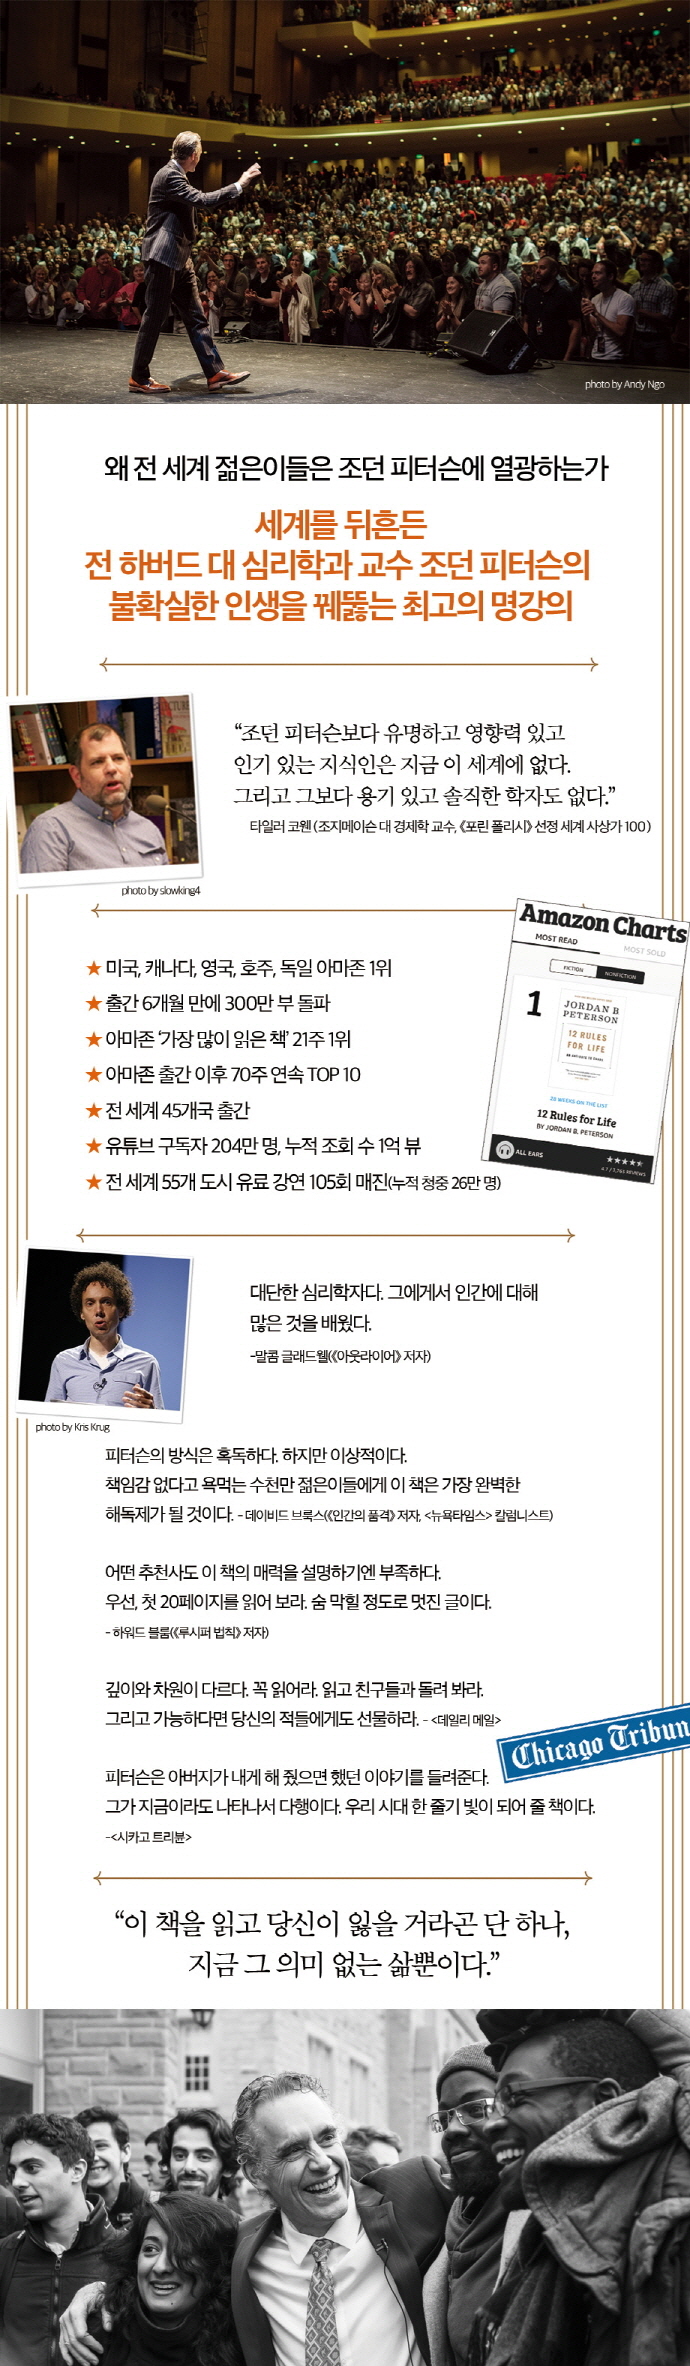 photo by Andy Ngo
왜 전 세계 젊은이들은 조던 피터슨에 열광하는가
세계를 뒤흔든
전 하버드 대 심리학과 교수 조던 피터슨의
불확실한 인생을 꿰뚫는 최고의 명강의
“조던 피터슨보다 유명하고 영향력 있고
인기 있는 지식인은 지금 이 세계에 없다.
그리고 그보다 용기 있고 솔직한 학자도 없다.”
타일러 코웬 (조지메이슨 대 경제학 교수, 《포린 폴리시》 선정 세계 사상가 100)
photo by slowking4
Amazon Charts
MOST READ
MOST SOLD
FICTION
NONFICTION
1
JORDAN B
PETERSON
12 RULES
FOR LIFE
AN ANTIDOTE TO CHAOS
28 WEEKS ON THE LIST
12 Rules for Life
BY JORDAN B. PETERSON
ALL EARS
★ 미국, 캐나다, 영국, 호주, 독일 아마존 1위
★ 출간 6개월 만에 300만 부 돌파
★ 아마존 ‘가장 많이 읽은 책’ 21주 1위
★ 아마존 출간 이후 70주 연속 TOP 10
★ 전 세계 45개국 출간
★ 유튜브 구독자 204만 명, 누적 조회 수 1억 뷰
★ 전 세계 55개 도시 유료 강연 105회 매진(누적 청중 26만 명)
대단한 심리학자다. 그에게서 인간에 대해
많은 것을 배웠다.
-말콤 글래드웰(《아웃라이어》 저자)
photo by Kris Krug
피터슨의 방식은 혹독하다. 하지만 이상적이다.
책임감 없다고 욕먹는 수천만 젊은이들에게 이 책은 가장 완벽한
해독제가 될 것이다. - 데이비드 브룩스(《인간의 품격》 저자, <뉴욕타임스> 칼럼니스트)
어떤 추천사도 이 책의 매력을 설명하기엔 부족하다.
우선, 첫 20페이지를 읽어 보라. 숨 막힐 정도로 멋진 글이다.
- 하워드 블룸(《루시퍼 법칙》 저자)
깊이와 차원이 다르다. 꼭 읽어라. 읽고 친구들과 돌려 봐라.
그리고 가능하다면 당신의 적들에게도 선물하라. - <데일리 메일>
Chicago Tribun
피터슨은 아버지가 내게 해 줬으면 했던 이야기를 들려준다.
그가 지금이라도 나타나서 다행이다. 우리 시대 한 줄기 빛이 되어 줄 책이다.
-<시카고 트리뷴>
“이 책을 읽고 당신이 잃을 거라곤 단 하나,
지금 그 의미 없는 삶뿐이다.”